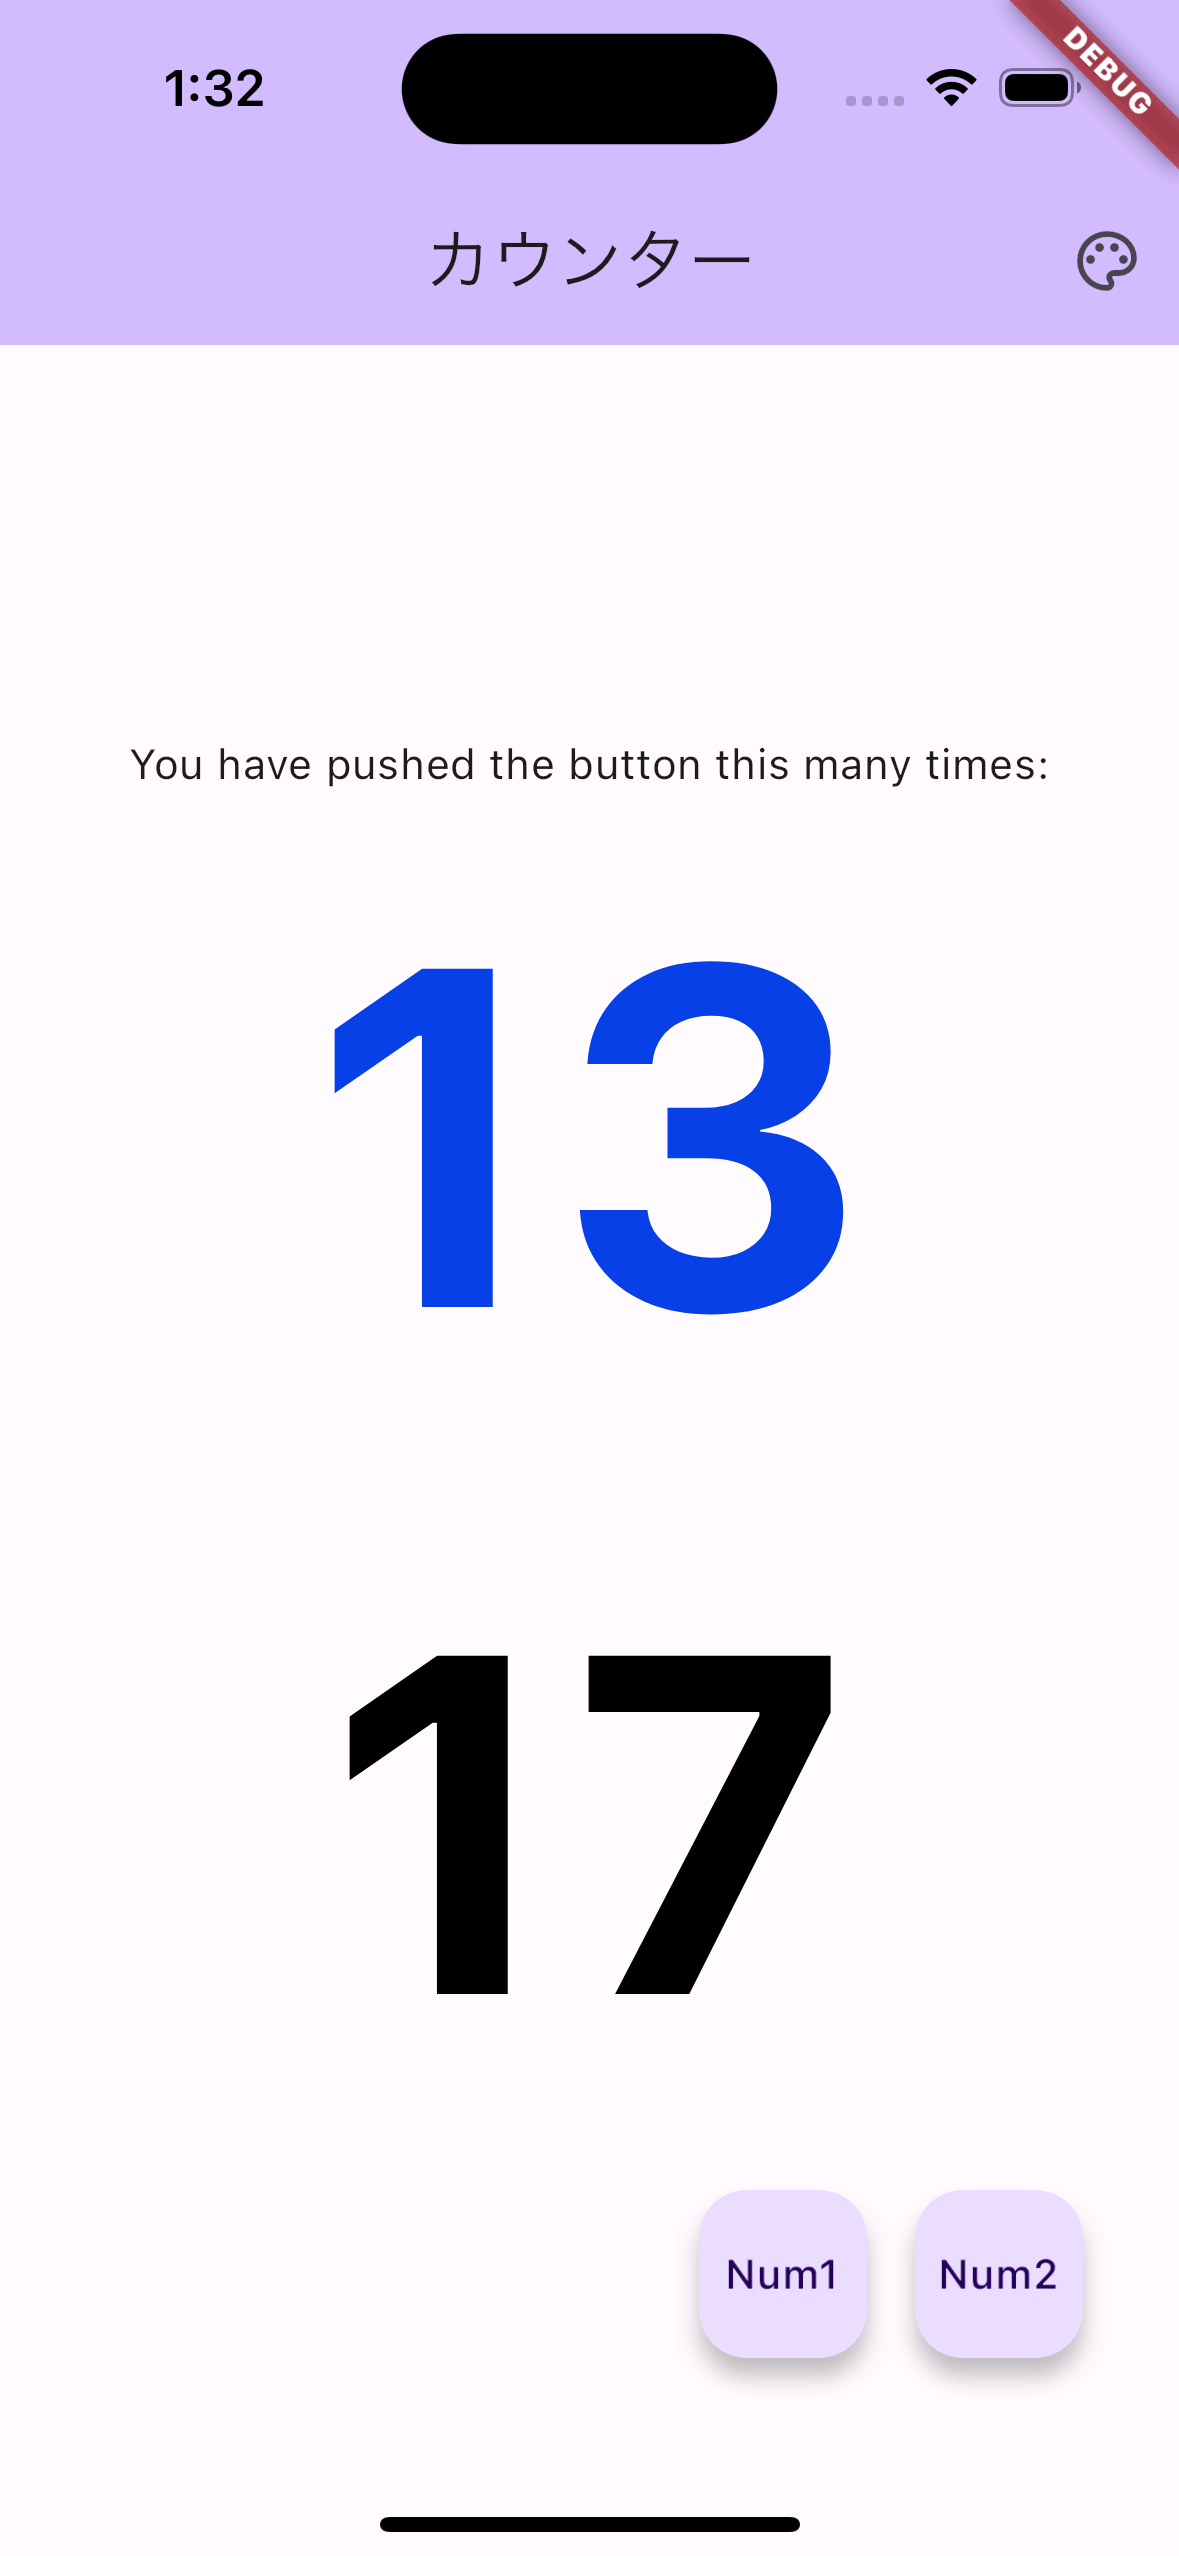 1:32
DEBUG
カウンター
You have pushed the button this many times:
13
17
Num1
Num2